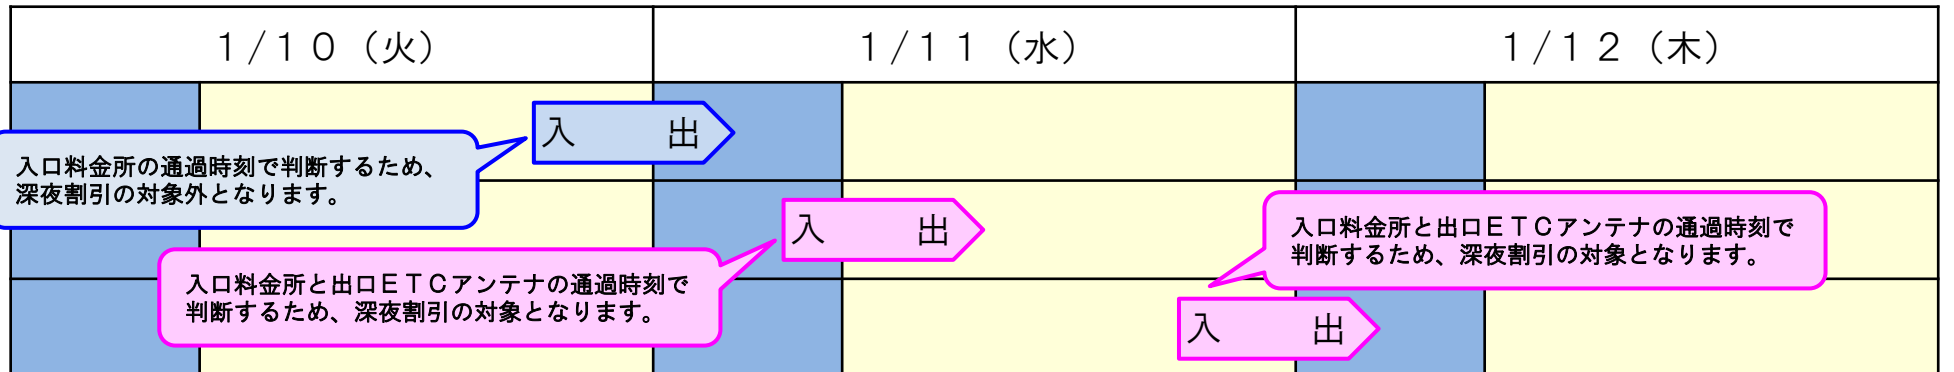 １/１０（火）
１/１１（水）
１/１２（木）
入　出
入口料金所の通過時刻で判断するため、
深夜割引の対象外となります。
入　出
入口料金所と出口ＥＴＣアンテナの通過時刻で
判断するため、深夜割引の対象となります。
入口料金所と出口ＥＴＣアンテナの通過時刻で
判断するため、深夜割引の対象となります。
入　出